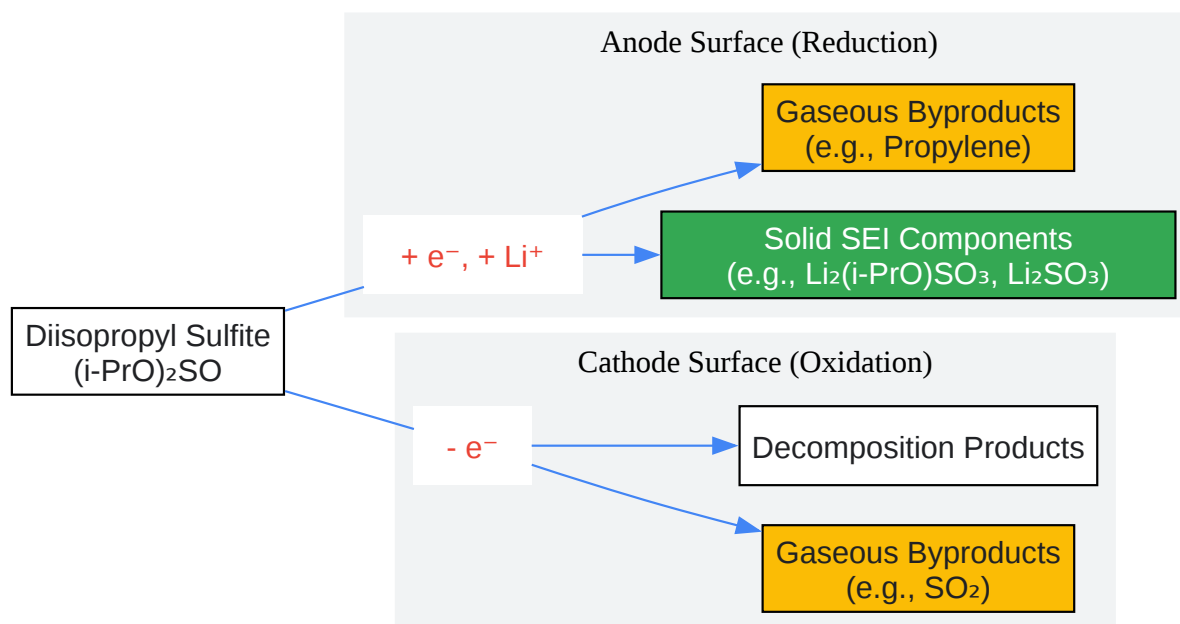 Anode Surface (Reduction)
Gaseous Byproducts
(e.g., Propylene)
+ e⁻, + Li⁺
Solid SEI Components
(e.g., Li₂(i-PrO)SO₃, Li₂SO₃)
Diisopropyl Sulfite
(i-PrO)₂SO
Cathode Surface (Oxidation)
- e⁻
Decomposition Products
Gaseous Byproducts
(e.g., SO₂)